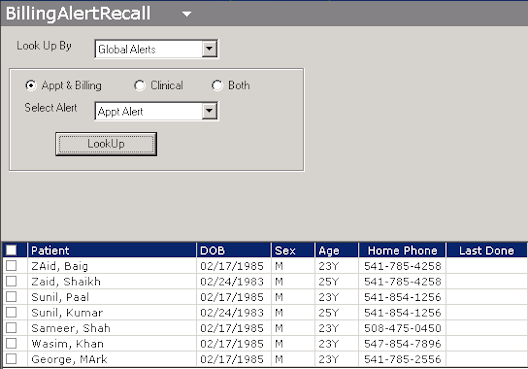 BillingAlertRecall
Look Up By Global Alerts
Appt & Billing Clinical Both
Select Alert Appt Alert
LookUp
Patient DOB Sex Age Home Phone Last Done
ZAid, Baig 02/17/1985 M 23Y 541-785-4258
Zaid, Shaikh 02/24/1983 M 25Y 541-785-4258
Sunil, Paal 02/17/1985 M 23Y 541-854-1256
Sunil, Kumar 02/24/1983 M 25Y 541-854-1256
Sameer, Shah 02/17/1985 M 23Y 508-475-0450
Wasim, Khan 02/17/1985 M 23Y 547-854-7896
George, MArk 02/17/1985 M 23Y 541-785-2556